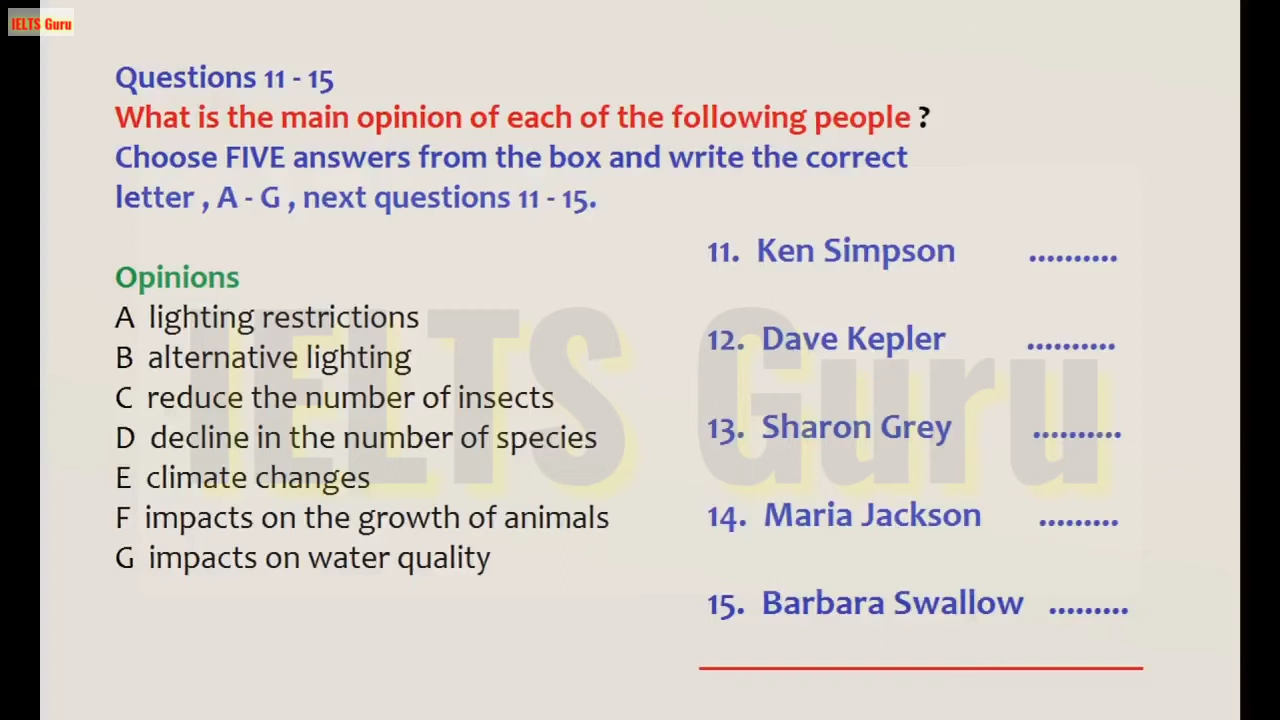 IELTS Guru
Questions 11 - 15
What is the main opinion of each of the following people ?
Choose FIVE answers from the box and write the correct
letter , A - G , next questions 11 - 15.
Opinions
A lighting restrictions
B alternative lighting
C reduce the number of insects
D decline in the number of species
E climate changes
F impacts on the growth of animals
G impacts on water quality
11. Ken Simpson ..........
12. Dave Kepler ..........
13. Sharon Grey ..........
14. Maria Jackson .........
15. Barbara Swallow .........
IELTS Guru